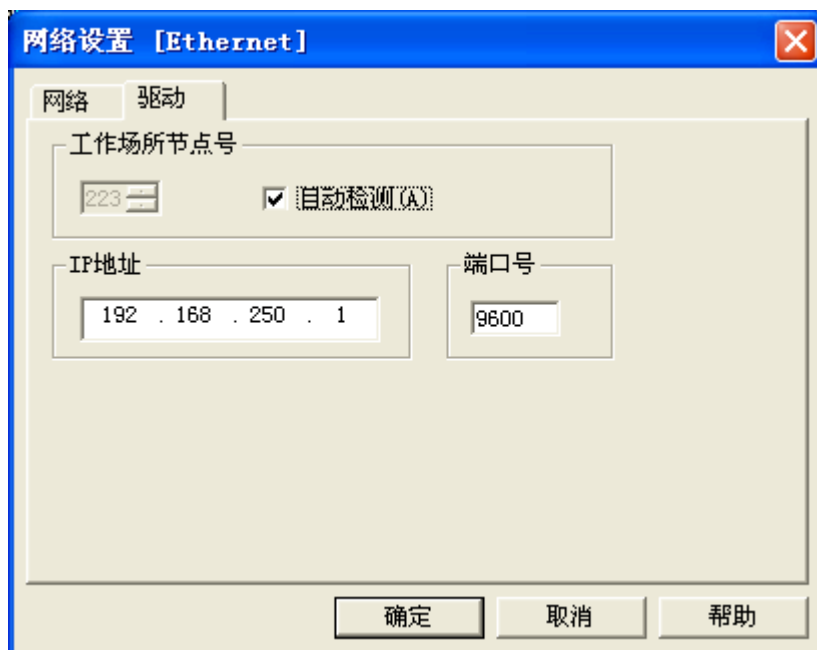 网络设置 [Ethernet]
网络 驱动
工作场所节点号
223 自动检测(A)
IP地址 端口号
192 . 168 . 250 . 1 9600
确定 取消 帮助